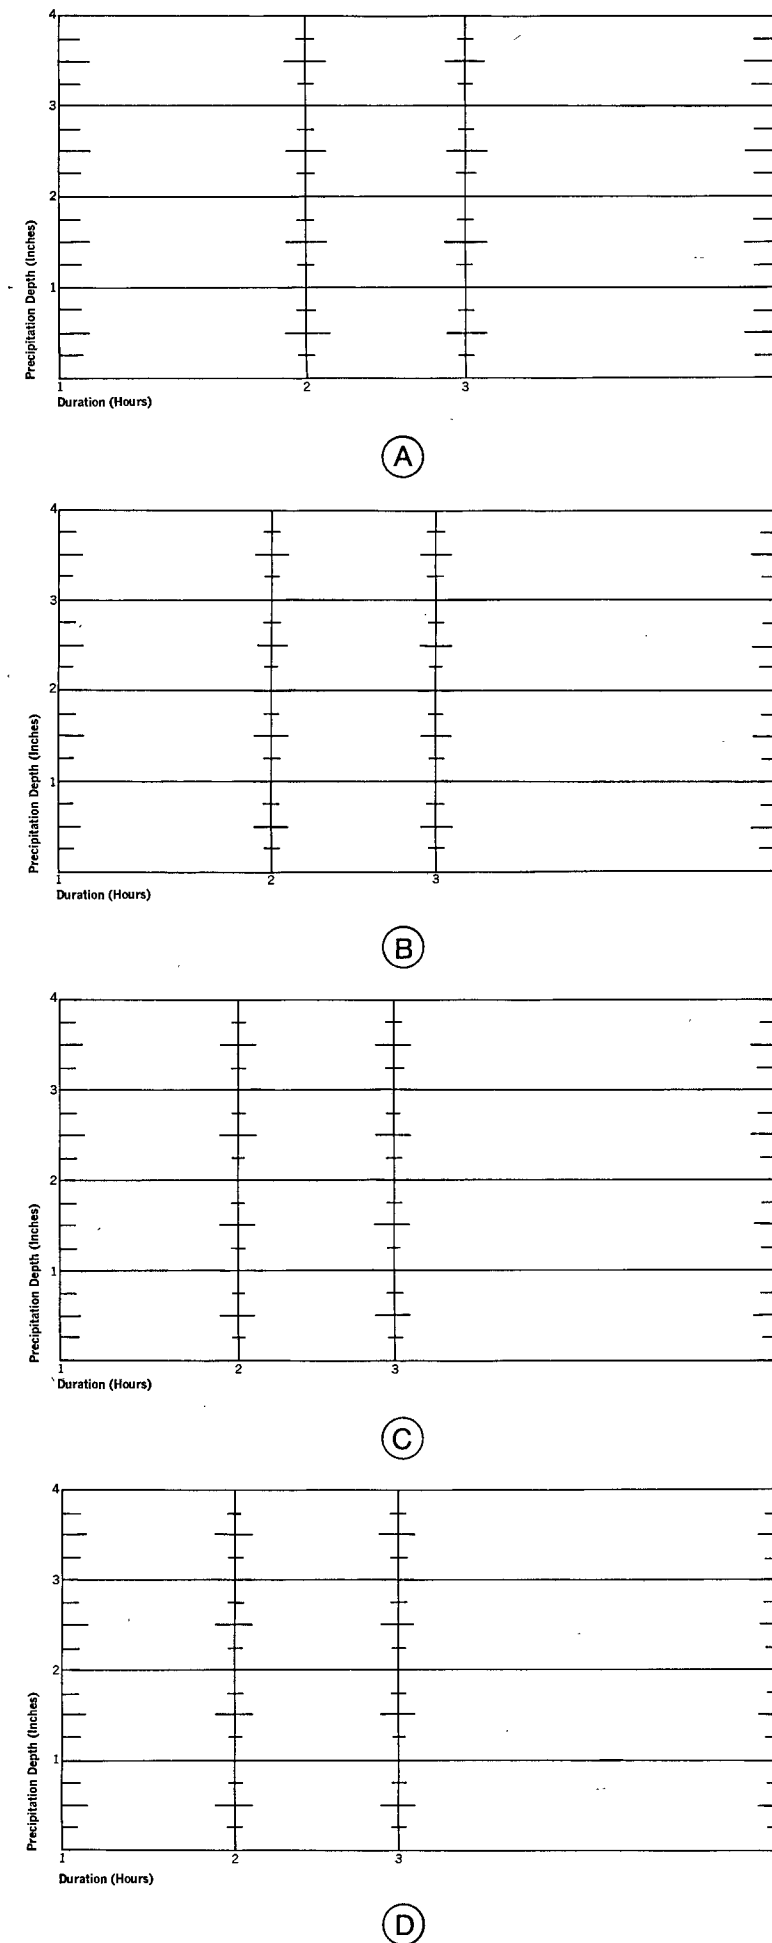 4
3
2
1
Precipitation Depth (Inches)
1 2 3
Duration (Hours)
A
4
3
2
1
Precipitation Depth (Inches)
1 2 3
Duration (Hours)
B
4
3
2
1
Precipitation Depth (Inches)
1 2 3
Duration (Hours)
C
4
3
2
1
Precipitation Depth (Inches)
1 2 3
Duration (Hours)
D